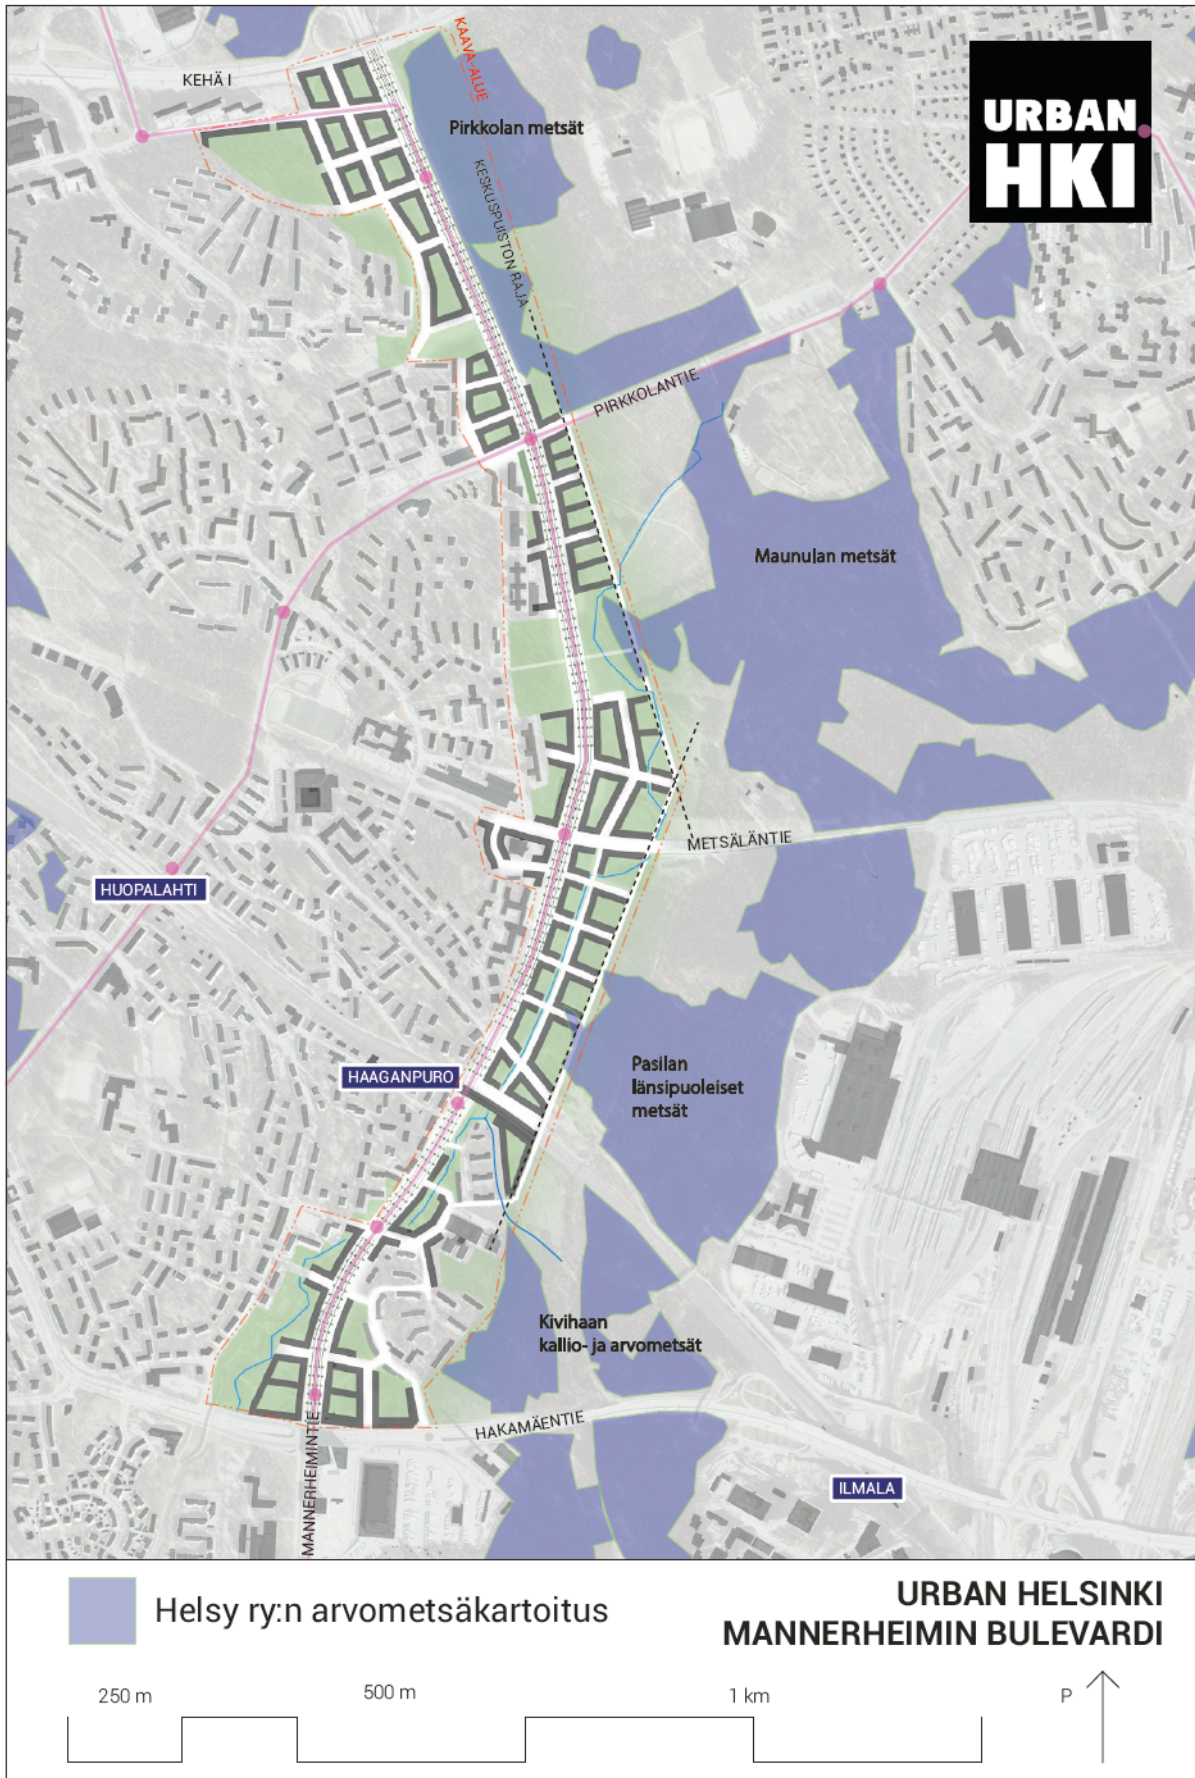 KAAVA-ALUE
KEHÄ I
URBAN
HKI
Pirkkolan metsät
KESKUSPUISTON RAJA
PIRKKOLANTIE
Maunulan metsät
METSÄLÄNTIE
HUOPALAHTI
HAAGANPURO
Pasilan
länsipuoleiset
metsät
Kivihaan
kallio- ja arvometsät
HAKAMÄENTIE
MANNERHEIMINTIE
ILMALA
Helsy ry:n arvometsäkartoitus
URBAN HELSINKI
MANNERHEIMIN BULEVARDI
250 m
500 m
1 km
P